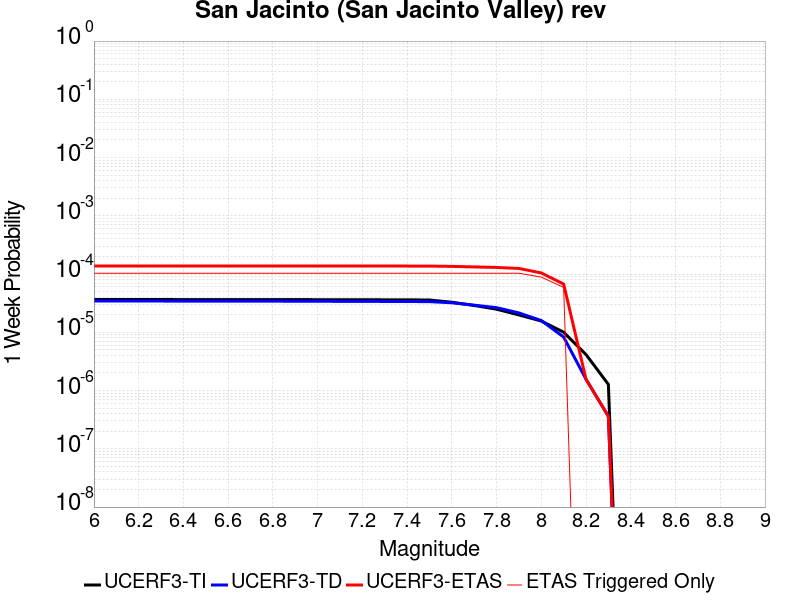 San Jacinto (San Jacinto Valley) rev
1 Week Probability
10^0
10^-1
10^-2
10^-3
10^-4
10^-5
10^-6
10^-7
10^-8
6 6.2 6.4 6.6 6.8 7 7.2 7.4 7.6 7.8 8 8.2 8.4 8.6 8.8 9
Magnitude
UCERF3-TI UCERF3-TD UCERF3-ETAS ETAS Triggered Only